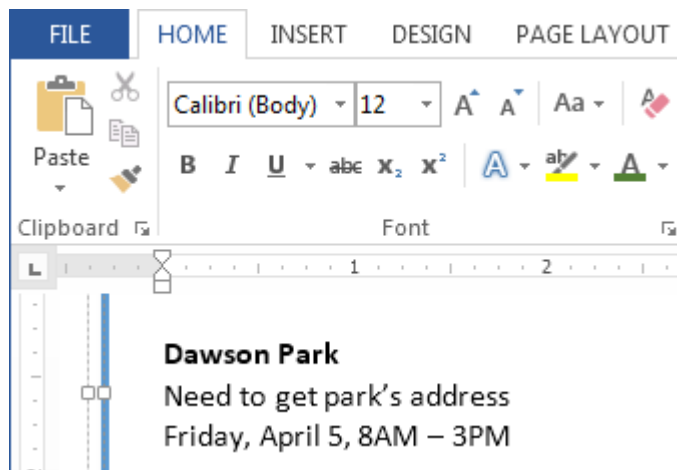 FILE HOME INSERT DESIGN PAGE LAYOUT
Calibri (Body) 12 A A Aa
Paste
B I U abc X₂ X² A ab A
Clipboard Font
L 1 2
Dawson Park
Need to get park's address
Friday, April 5, 8AM – 3PM